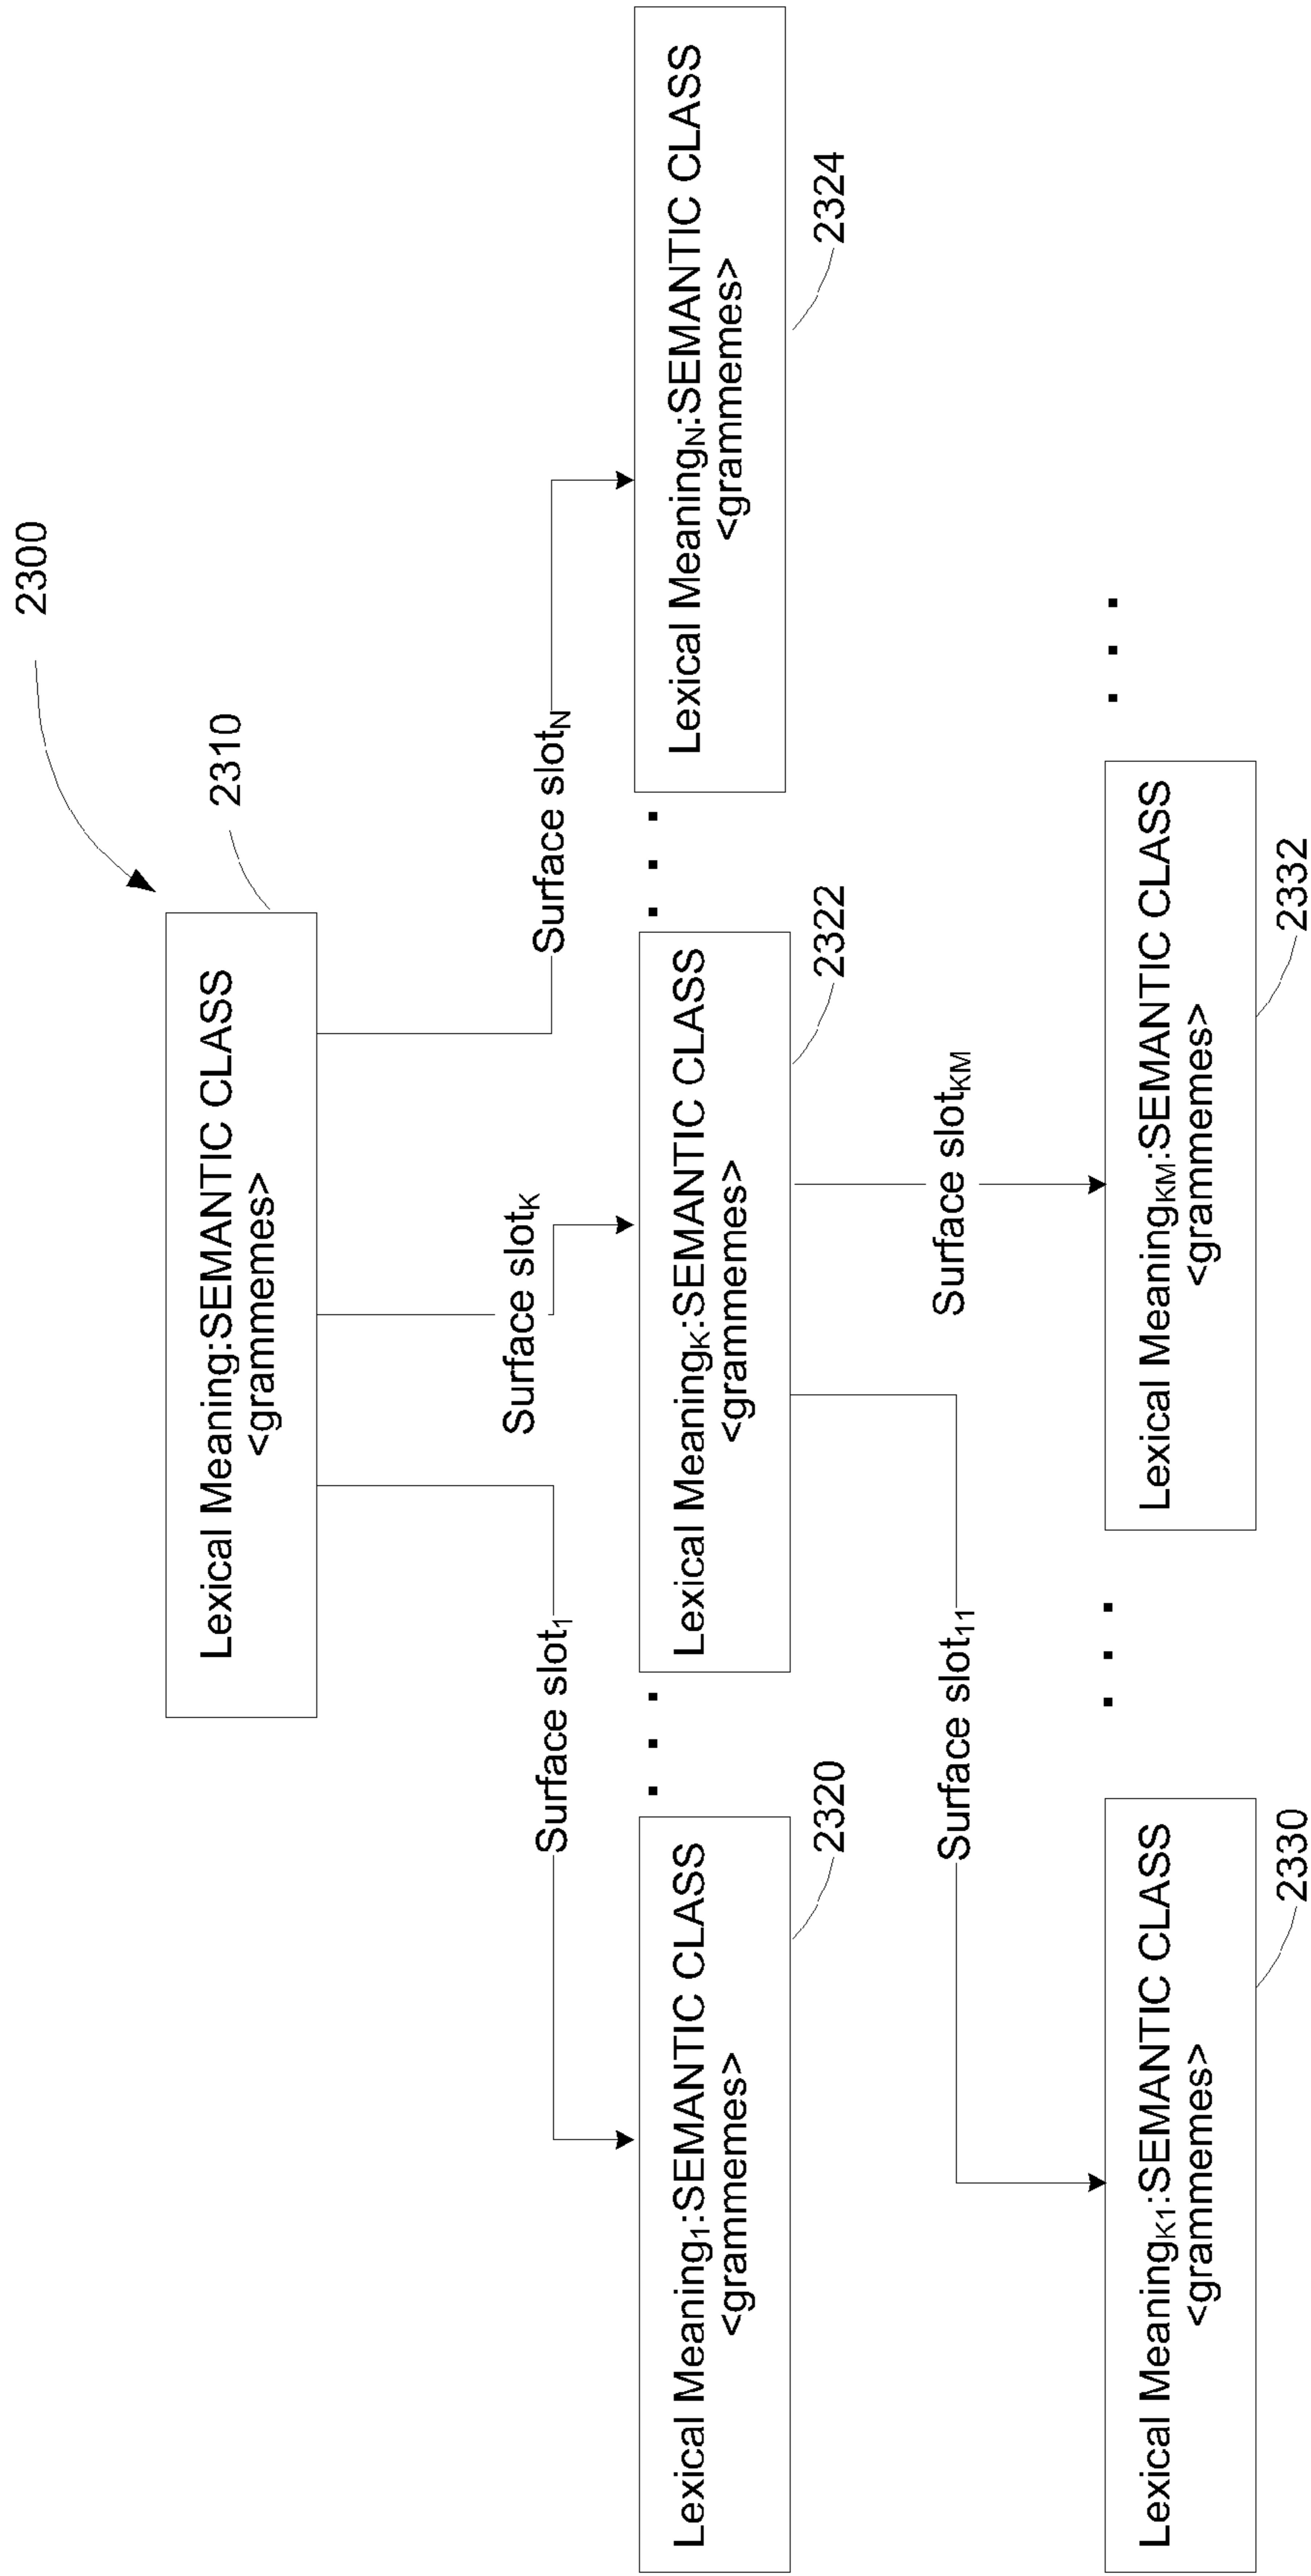 2300
2310
Lexical Meaning:SEMANTIC CLASS
<grammemes>
Surface slot₁
Surface slotK
Surface slotN
Lexical Meaning₁:SEMANTIC CLASS
<grammemes>
2320
. . .
Lexical MeaningK:SEMANTIC CLASS
<grammemes>
2322
. . .
Lexical MeaningN:SEMANTIC CLASS
<grammemes>
2324
Surface slot₁₁
Surface slotKM
Lexical MeaningK1:SEMANTIC CLASS
<grammemes>
2330
. . .
Lexical MeaningKM:SEMANTIC CLASS
<grammemes>
2332
. . .